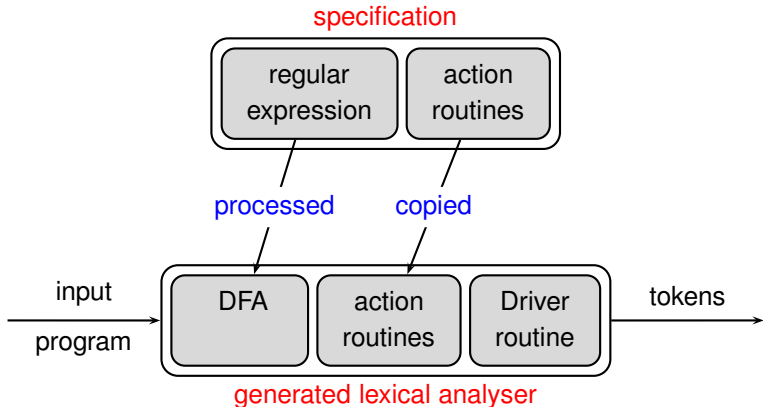 specification
regular
expression
action
routines
processed
copied
input
program
DFA
action
routines
Driver
routine
tokens
generated lexical analyser